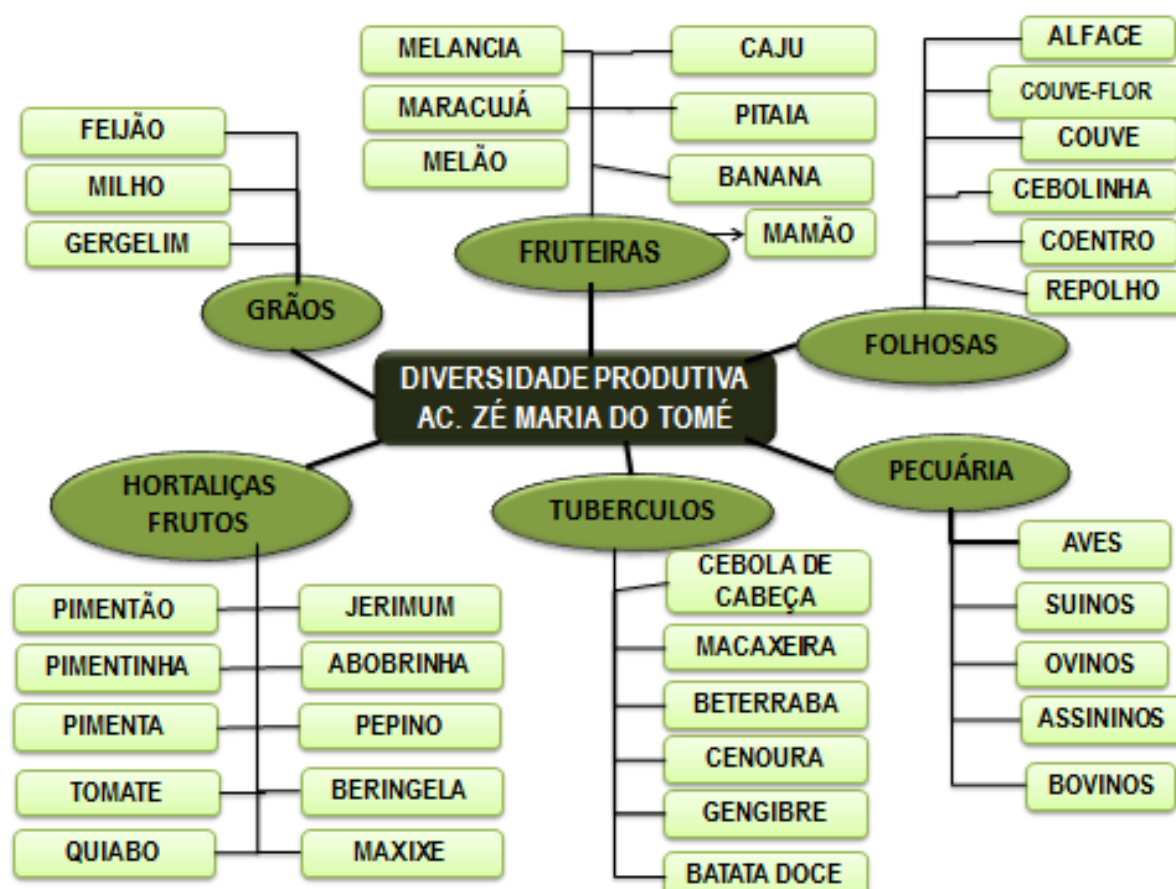 DIVERSIDADE PRODUTIVA
AC. ZÉ MARIA DO TOMÉ
GRÃOS
FEIJÃO
MILHO
GERGELIM
FRUTEIRAS
MELANCIA
MARACUJÁ
MELÃO
CAJU
PITAIA
BANANA
MAMÃO
FOLHOSAS
ALFACE
COUVE-FLOR
COUVE
CEBOLINHA
COENTRO
REPOLHO
HORTALIÇAS
FRUTOS
PIMENTÃO
PIMENTINHA
PIMENTA
TOMATE
QUIABO
JERIMUM
ABOBRINHA
PEPINO
BERINGELA
MAXIXE
TUBERCULOS
CEBOLA DE
CABEÇA
MACAXEIRA
BETERRABA
CENOURA
GENGIBRE
BATATA DOCE
PECUÁRIA
AVES
SUINOS
OVINOS
ASSININOS
BOVINOS